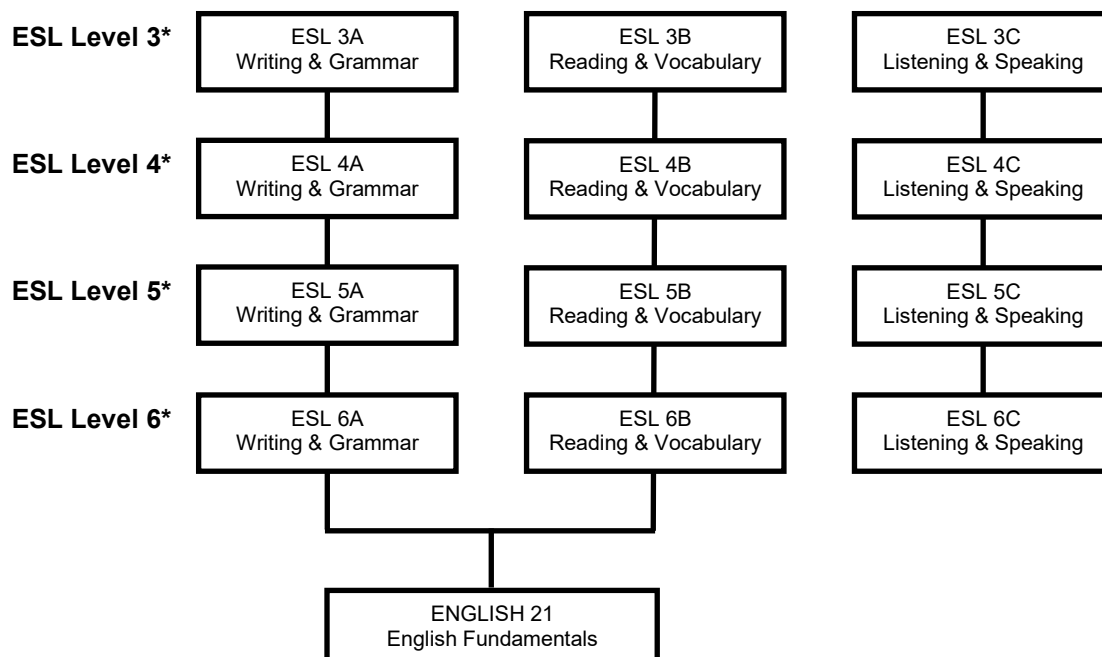 ESL Level 3*
ESL 3A
Writing & Grammar
ESL 3B
Reading & Vocabulary
ESL 3C
Listening & Speaking
ESL Level 4*
ESL 4A
Writing & Grammar
ESL 4B
Reading & Vocabulary
ESL 4C
Listening & Speaking
ESL Level 5*
ESL 5A
Writing & Grammar
ESL 5B
Reading & Vocabulary
ESL 5C
Listening & Speaking
ESL Level 6*
ESL 6A
Writing & Grammar
ESL 6B
Reading & Vocabulary
ESL 6C
Listening & Speaking
ENGLISH 21
English Fundamentals